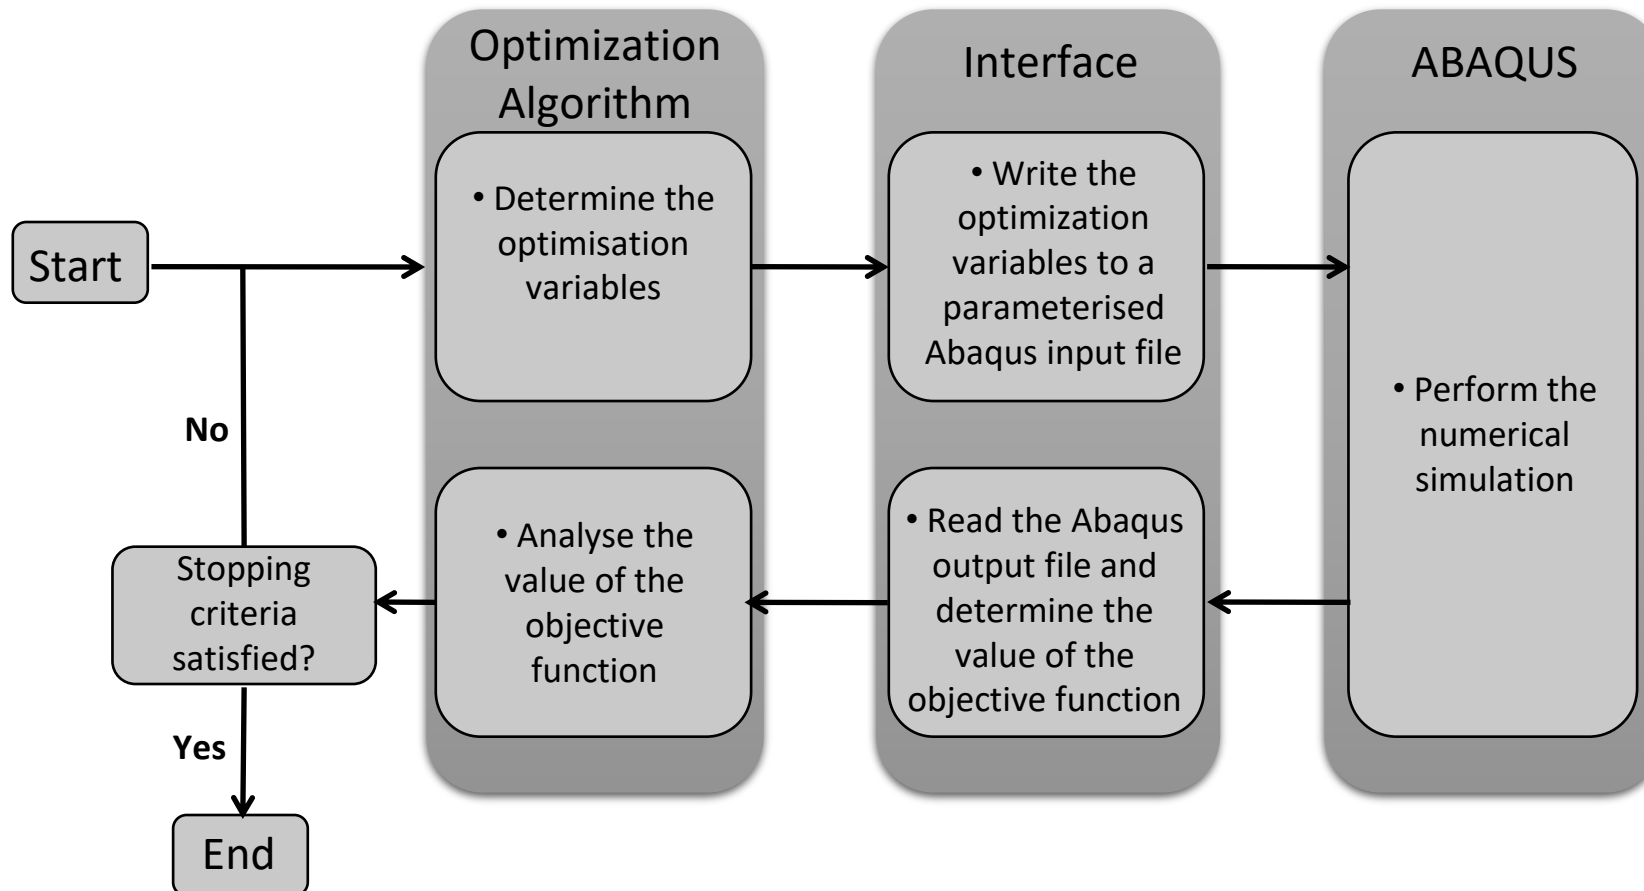 Optimization
Algorithm
Interface
ABAQUS
Start
• Determine the
optimisation
variables
• Write the
optimization
variables to a
parameterised
Abaqus input file
• Perform the
numerical
simulation
No
Stopping
criteria
satisfied?
• Analyse the
value of the
objective
function
• Read the Abaqus
output file and
determine the
value of the
objective function
Yes
End